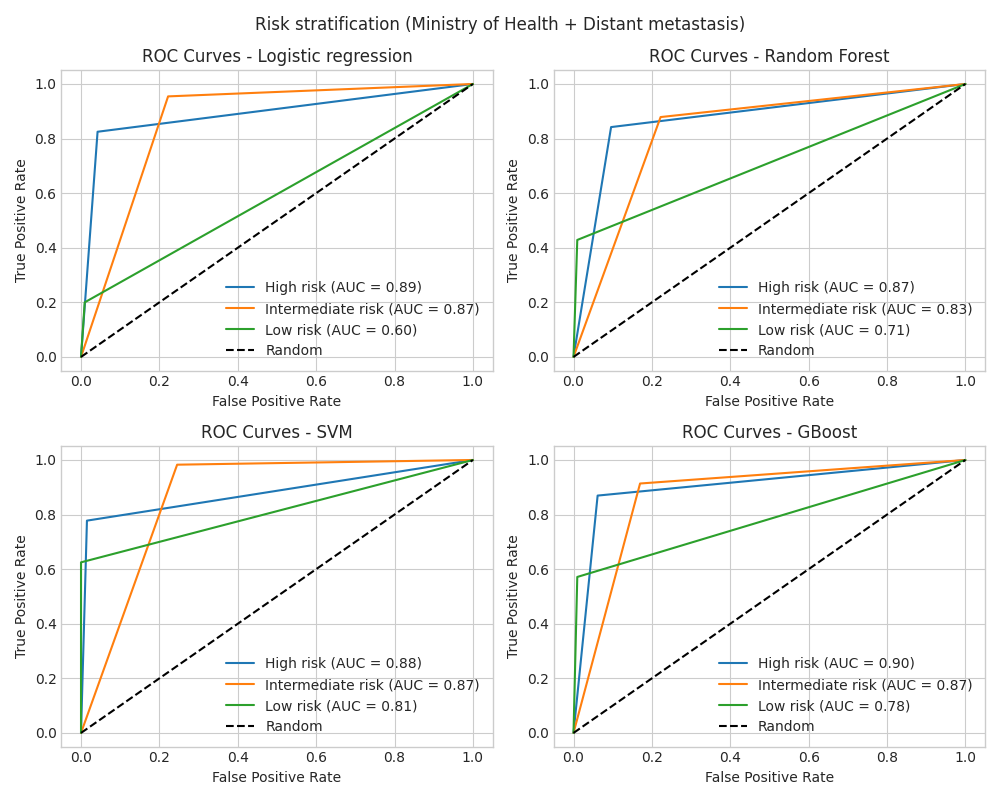 Risk stratification (Ministry of Health + Distant metastasis)
ROC Curves - Logistic regression
True Positive Rate
1.0
0.8
0.6
0.4
0.2
0.0
High risk (AUC = 0.89)
Intermediate risk (AUC = 0.87)
Low risk (AUC = 0.60)
Random
0.0 0.2 0.4 0.6 0.8 1.0
False Positive Rate
ROC Curves - Random Forest
True Positive Rate
1.0
0.8
0.6
0.4
0.2
0.0
High risk (AUC = 0.87)
Intermediate risk (AUC = 0.83)
Low risk (AUC = 0.71)
Random
0.0 0.2 0.4 0.6 0.8 1.0
False Positive Rate
ROC Curves - SVM
True Positive Rate
1.0
0.8
0.6
0.4
0.2
0.0
High risk (AUC = 0.88)
Intermediate risk (AUC = 0.87)
Low risk (AUC = 0.81)
Random
0.0 0.2 0.4 0.6 0.8 1.0
False Positive Rate
ROC Curves - GBoost
True Positive Rate
1.0
0.8
0.6
0.4
0.2
0.0
High risk (AUC = 0.90)
Intermediate risk (AUC = 0.87)
Low risk (AUC = 0.78)
Random
0.0 0.2 0.4 0.6 0.8 1.0
False Positive Rate